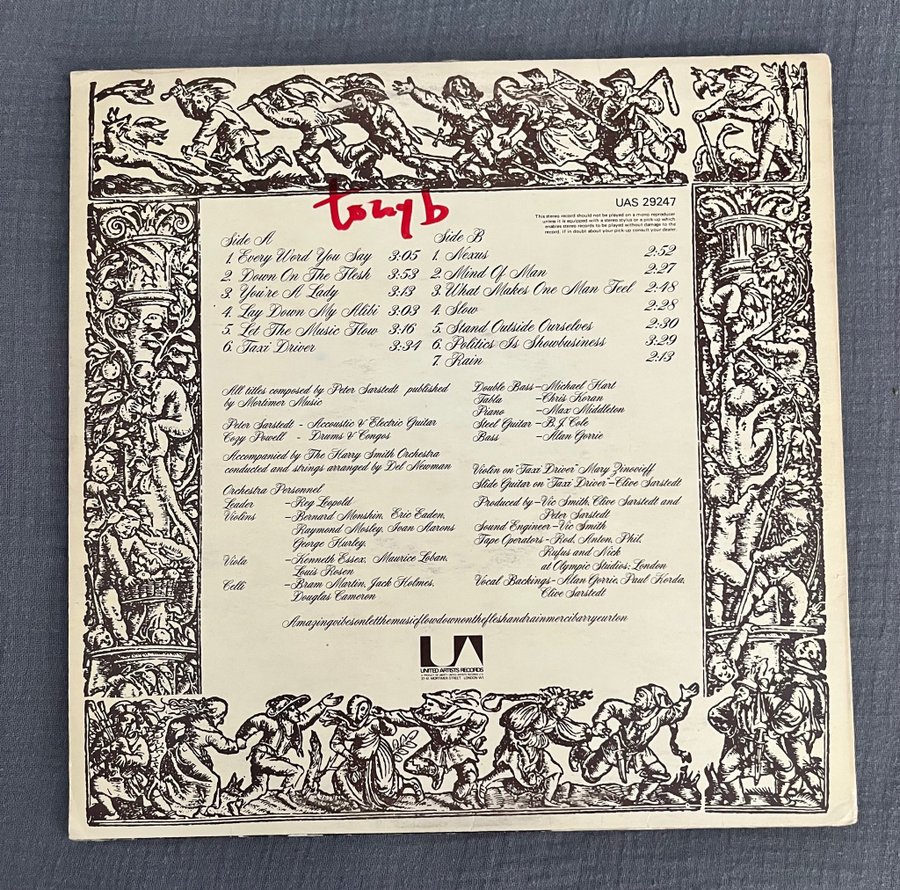 tonyb
UAS 29247
This stereo record should not be played on a mono reproducer
unless it is equipped with a stereo stylus or a pick-up which
enables stereo records to be played without damage to the
record. If in doubt about your pick-up consult your dealer.
Side A
1. Every Word You Say 3:05
2. Down On The Flesh 3:53
3. You're A Lady 3:13
4. Lay Down My Alibi 3:03
5. Let The Music Flow 3:16
6. Taxi Driver 3:34
Side B
1. Nexus 2:52
2. Mind Of Man 2:27
3. What Makes One Man Feel 2:48
4. Slow 2:28
5. Stand Outside Ourselves 2:30
6. Politics Is Showbusiness 3:29
7. Rain 2:13
All titles composed by Peter Sarstedt published
by Mortimer Music
Peter Sarstedt - Accoustic & Electric Guitar
Cozy Powell - Drums & Congos
Accompanied by The Harry Smith Orchestra
conducted and strings arranged by Del Newman
Orchestra Personnel
Leader - Reg Leopold
Violins - Bernard Monshin, Eric Eaden,
Raymond Mosley, Ivan Harons
George Hurley,
Viola - Kenneth Essex, Maurice Loban,
Louis Rosen
Celli - Bram Martin, Jack Holmes,
Douglas Cameron
Double Bass - Michael Hart
Tabla - Chris Koran
Piano - Max Middleton
Steel Guitar - B.J. Cole
Bass - Alan Gorrie
Violin on 'Taxi Driver' Mary Zinovieff
Slide Guitar on 'Taxi Driver' - Clive Sarstedt
Produced by - Vic Smith, Clive Sarstedt and
Peter Sarstedt
Sound Engineer - Vic Smith
Tape Operators - Rod, Anton, Phil,
Rufus and Nick
at Olympic Studios; London
Vocal Backings - Alan Gorrie, Paul Korda,
Clive Sarstedt
Amazingvibesonletthemusicflowdownonthefleshandrainmercibarryeurton
UA
UNITED ARTISTS RECORDS
37-41 MORTIMER STREET LONDON W1